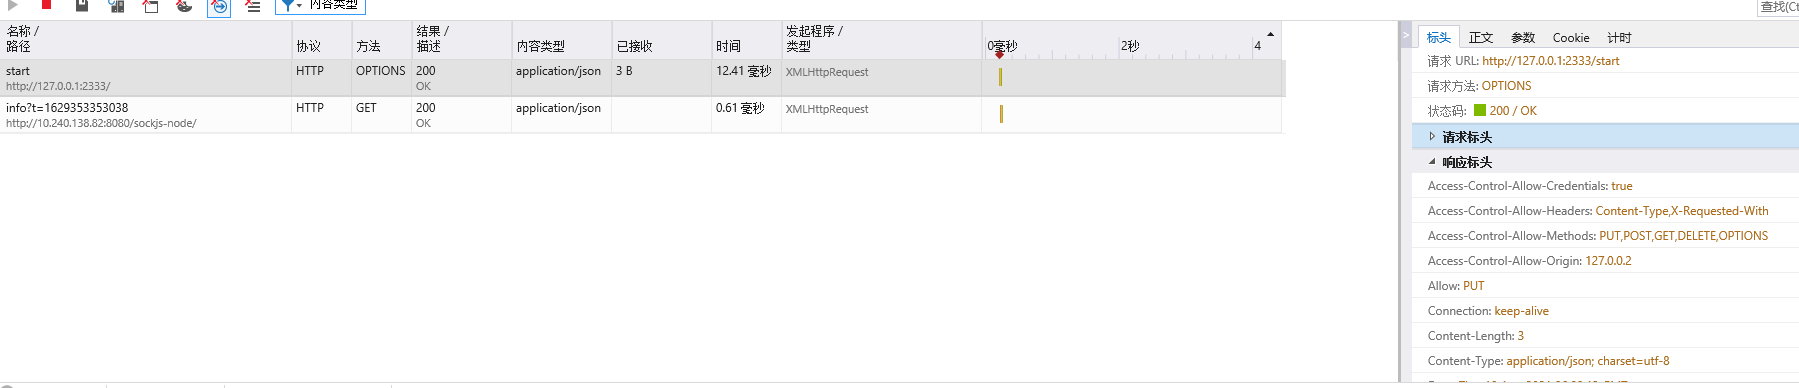 内容类型
查找(Ct
名称 /
路径
协议
方法
结果 /
描述
内容类型
已接收
时间
发起程序 /
类型
0毫秒
2秒
4
start
http://127.0.0.1:2333/
HTTP
OPTIONS
200
OK
application/json
3 B
12.41 毫秒
XMLHttpRequest
info?t=1629353353038
http://10.240.138.82:8080/sockjs-node/
HTTP
GET
200
OK
application/json
0.61 毫秒
XMLHttpRequest
标头 正文 参数 Cookie 计时
请求 URL: http://127.0.0.1:2333/start
请求方法: OPTIONS
状态码: 200 / OK
请求标头
响应标头
Access-Control-Allow-Credentials: true
Access-Control-Allow-Headers: Content-Type,X-Requested-With
Access-Control-Allow-Methods: PUT,POST,GET,DELETE,OPTIONS
Access-Control-Allow-Origin: 127.0.0.2
Allow: PUT
Connection: keep-alive
Content-Length: 3
Content-Type: application/json; charset=utf-8